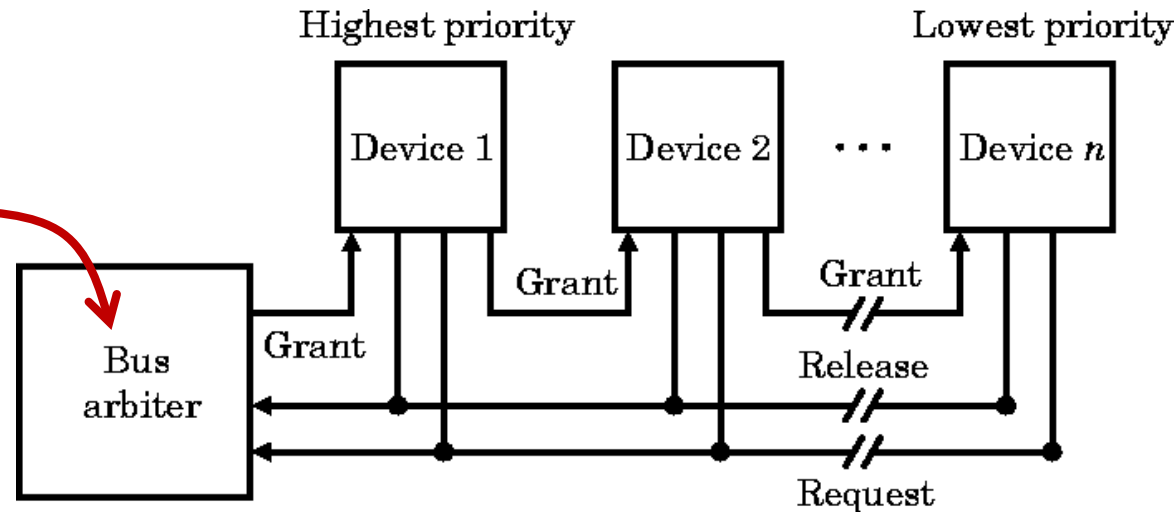 Highest priority
Lowest priority
Device 1
Device 2
...
Device n
Grant
Grant
Grant
Bus
arbiter
Release
Request